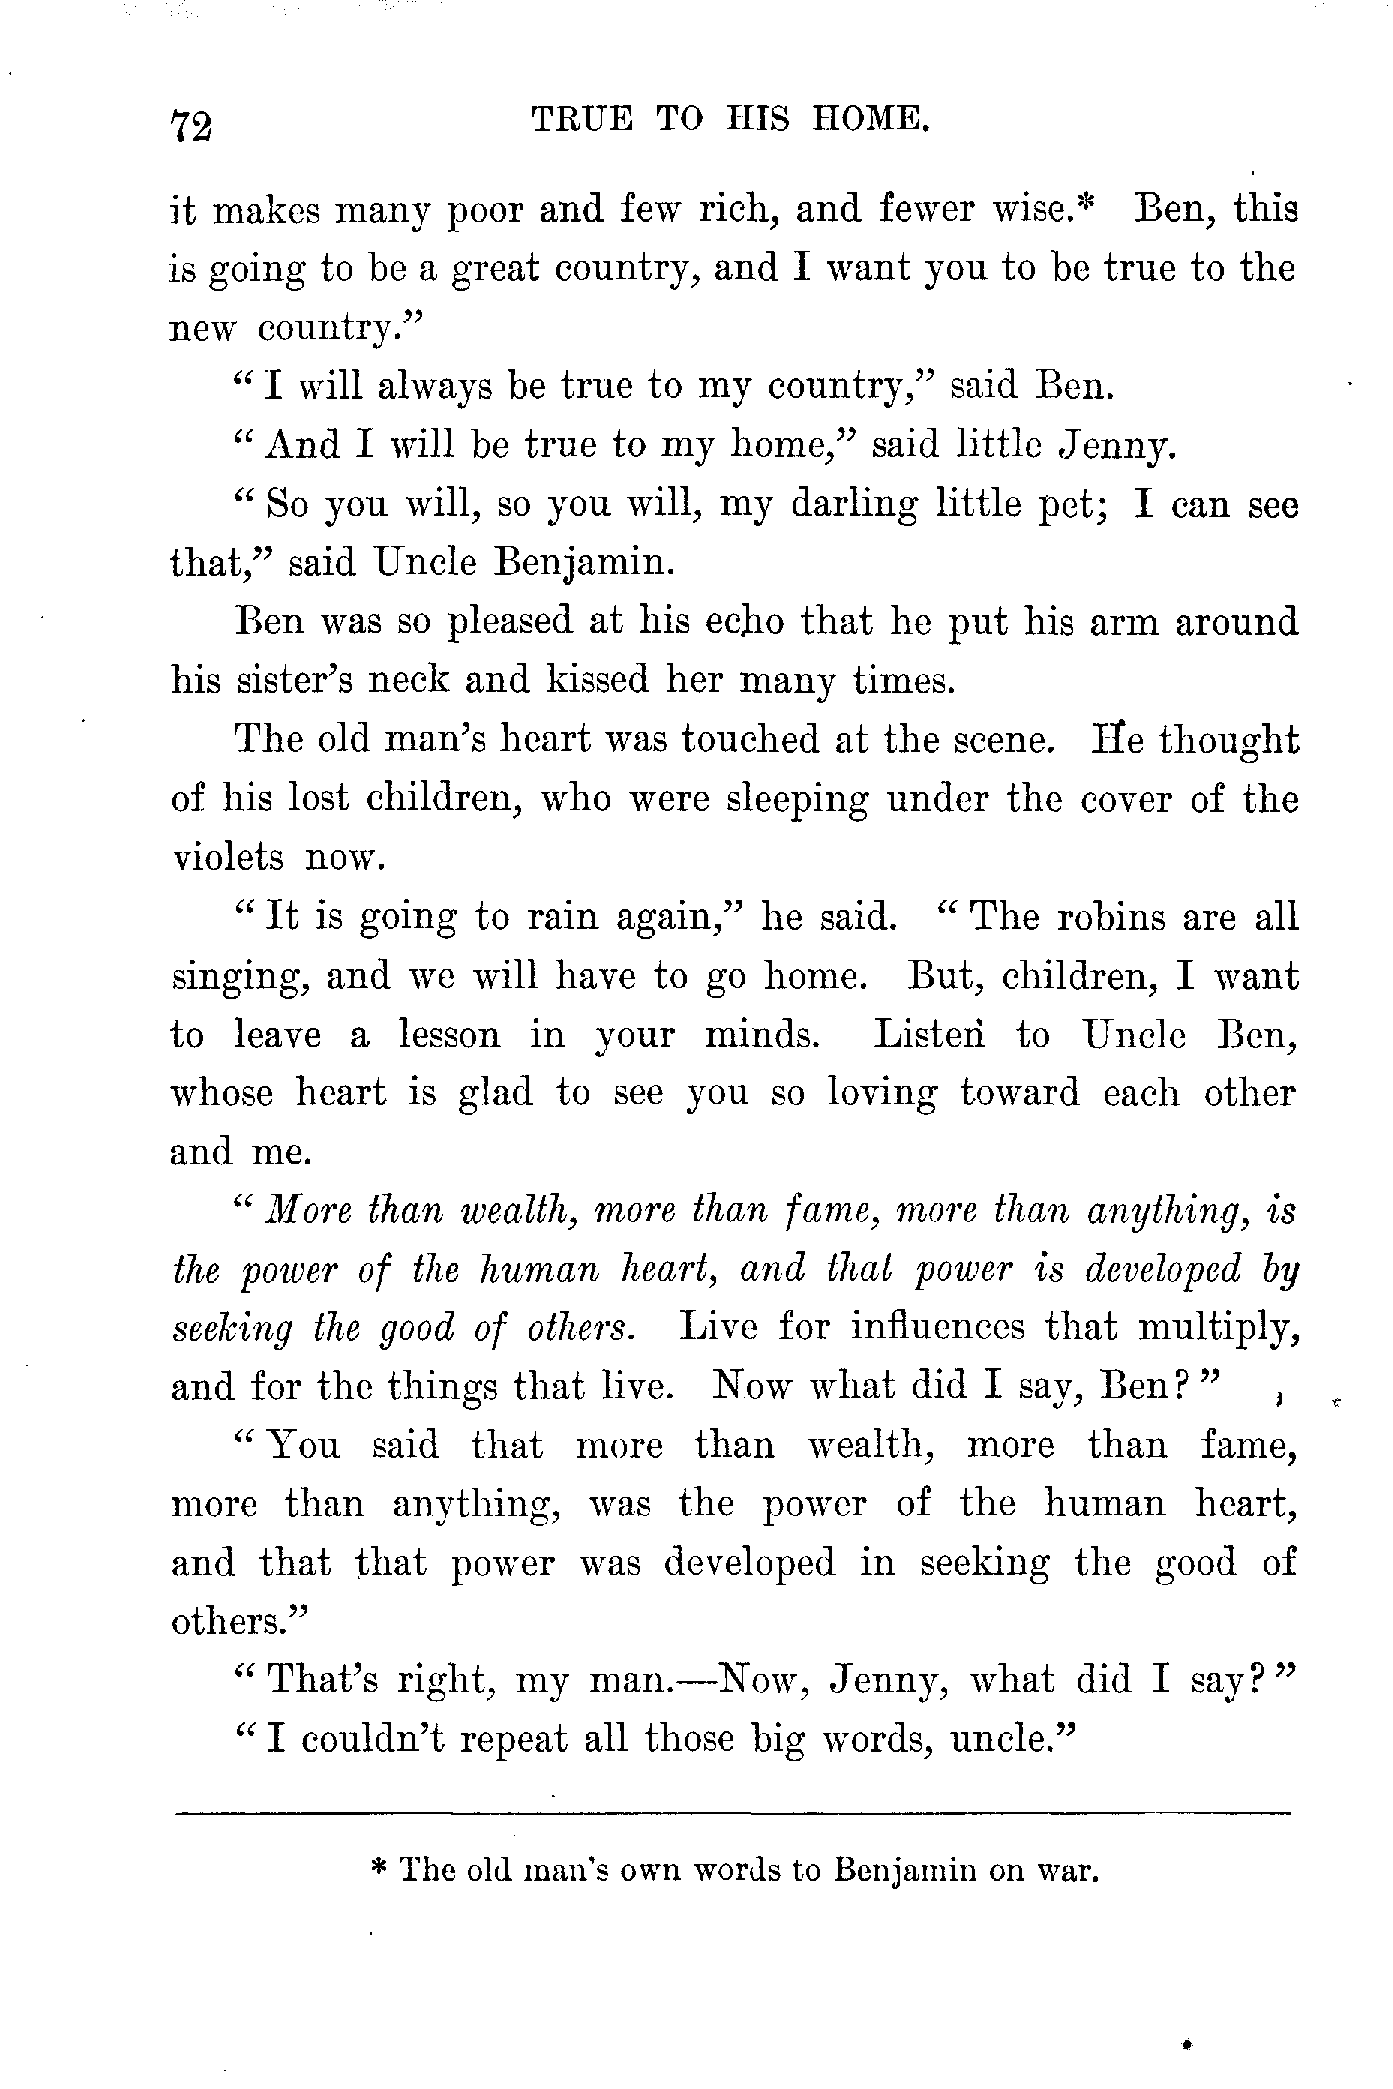 72 TRUE TO HIS HOME.
it makes many poor and few rich, and fewer wise.* Ben, this
is going to be a great country, and I want you to be true to the
new country.”
“ I will always be true to my country,” said Ben.
“ And I will be true to my home,” said little Jenny.
“ So you will, so you will, my darling little pet; I can see
that,” said Uncle Benjamin.
Ben was so pleased at his echo that he put his arm around
his sister’s neck and kissed her many times.
The old man’s heart was touched at the scene. He thought
of his lost children, who were sleeping under the cover of the
violets now.
“ It is going to rain again,” he said. “ The robins are all
singing, and we will have to go home. But, children, I want
to leave a lesson in your minds. Listen to Uncle Ben,
whose heart is glad to see you so loving toward each other
and me.
“ More than wealth, more than fame, more than anything, is
the power of the human heart, and that power is developed by
seeking the good of others. Live for influences that multiply,
and for the things that live. Now what did I say, Ben? ”
“ You said that more than wealth, more than fame,
more than anything, was the power of the human heart,
and that that power was developed in seeking the good of
others.”
“ That’s right, my man.—Now, Jenny, what did I say? ”
“ I couldn’t repeat all those big words, uncle.”
* The old man’s own words to Benjamin on war.